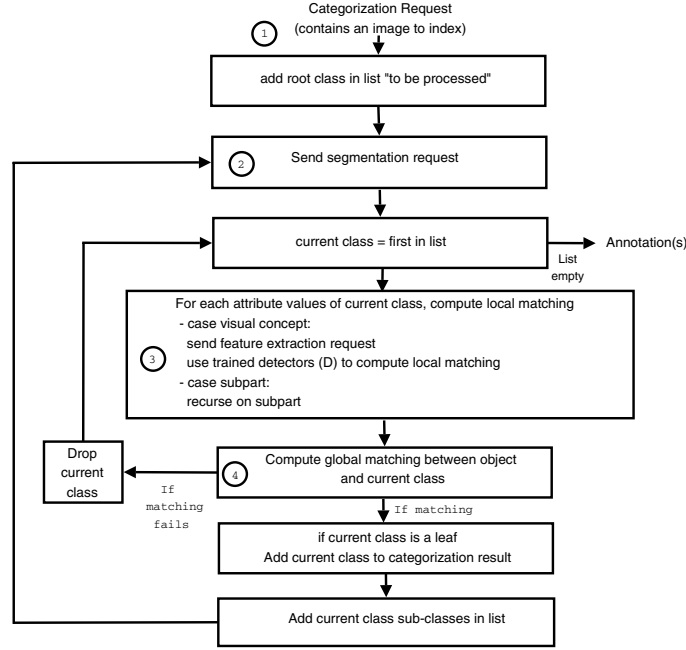 Categorization Request
(contains an image to index)
1
add root class in list "to be processed"
2
Send segmentation request
current class = first in list
Annotation(s)
List
empty
For each attribute values of current class, compute local matching
- case visual concept:
send feature extraction request
use trained detectors (D) to compute local matching
- case subpart:
recurse on subpart
3
Drop
current
class
4
Compute global matching between object
and current class
If
matching
fails
If matching
if current class is a leaf
Add current class to categorization result
Add current class sub-classes in list